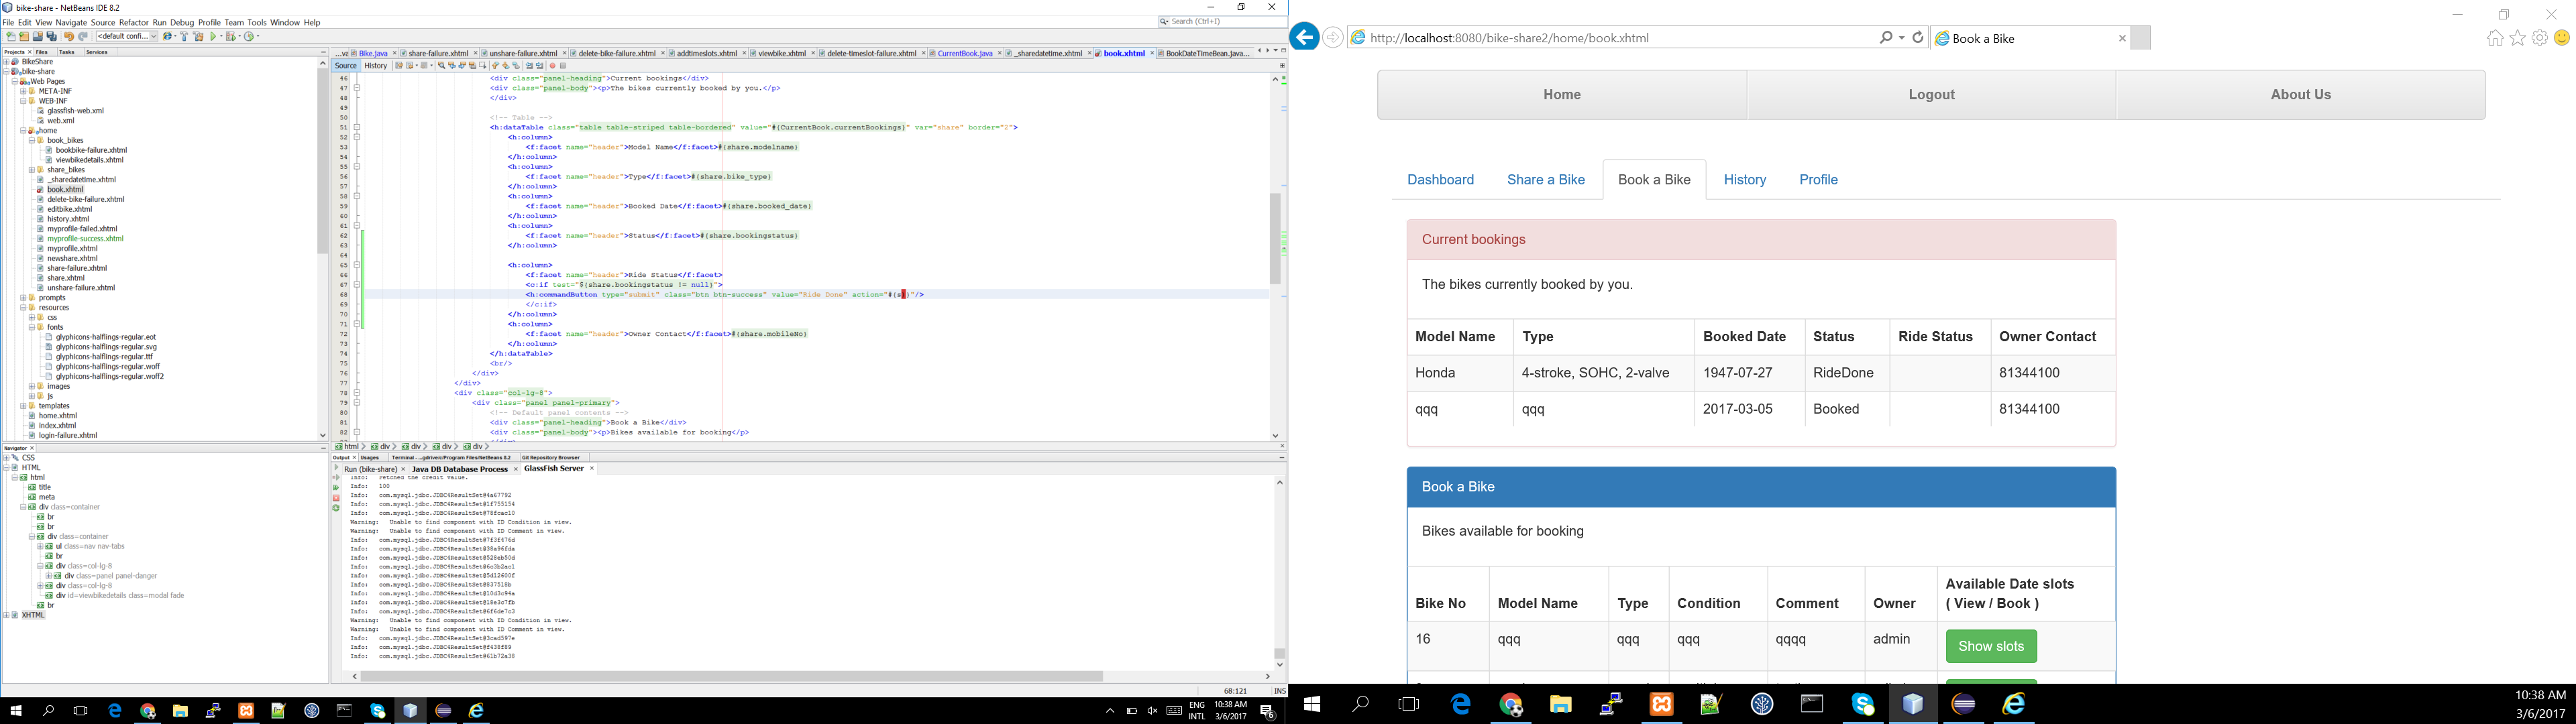 bike-share - NetBeans IDE 8.2
File Edit View Navigate Source Refactor Run Debug Profile Team Tools Window Help
Search (Ctrl+I)
<default confi...
Projects Files Tasks Services
BikeShare
bike-share
Web Pages
META-INF
WEB-INF
glassfish-web.xml
web.xml
home
book_bikes
bookbike-failure.xhtml
viewbikedetails.xhtml
share_bikes
_sharedatetime.xhtml
book.xhtml
delete-bike-failure.xhtml
editbike.xhtml
history.xhtml
myprofile-failed.xhtml
myprofile-success.xhtml
myprofile.xhtml
newshare.xhtml
share-failure.xhtml
share.xhtml
unshare-failure.xhtml
prompts
resources
css
fonts
glyphicons-halflings-regular.eot
glyphicons-halflings-regular.svg
glyphicons-halflings-regular.ttf
glyphicons-halflings-regular.woff
glyphicons-halflings-regular.woff2
images
js
templates
home.xhtml
index.xhtml
login-failure.xhtml
Navigator
CSS
HTML
html
title
meta
div class=container
br
br
div class=container
ul class=nav nav-tabs
br
div class=col-lg-8
div class=panel panel-danger
div class=col-lg-8
div id=viewbikedetails class=modal fade
br
XHTML
...va Bike.java share-failure.xhtml unshare-failure.xhtml delete-bike-failure.xhtml addtimeslots.xhtml viewbike.xhtml delete-timeslot-failure.xhtml CurrentBook.java _sharedatetime.xhtml book.xhtml BookDateTimeBean.java...
Source History
46 <div class="panel-heading">Current bookings</div>
47 <div class="panel-body"><p>The bikes currently booked by you.</p>
48 </div>
49
50 <!-- Table -->
51 <h:dataTable class="table table-striped table-bordered" value="#{CurrentBook.currentBookings}" var="share" border="2">
52 <h:column>
53 <f:facet name="header">Model Name</f:facet>#{share.modelname}
54 </h:column>
55 <h:column>
56 <f:facet name="header">Type</f:facet>#{share.bike_type}
57 </h:column>
58 <h:column>
59 <f:facet name="header">Booked Date</f:facet>#{share.booked_date}
60 </h:column>
61 <h:column>
62 <f:facet name="header">Status</f:facet>#{share.bookingstatus}
63 </h:column>
64
65 <h:column>
66 <f:facet name="header">Ride Status</f:facet>
67 <c:if test="${share.bookingstatus != null}">
68 <h:commandButton type="submit" class="btn btn-success" value="Ride Done" action="#{s}"/>
69 </c:if>
70 </h:column>
71 <h:column>
72 <f:facet name="header">Owner Contact</f:facet>#{share.mobileNo}
73 </h:column>
74 </h:dataTable>
75 <br/>
76 </div>
77 </div>
78 <div class="col-lg-8">
79 <div class="panel panel-primary">
80 <!-- Default panel contents -->
81 <div class="panel-heading">Book a Bike</div>
82 <div class="panel-body"><p>Bikes available for booking</p>
html div div div div
Output Usages Terminal - ...gdrive/c/Program Files/NetBeans 8.2 Git Repository Browser
Run (bike-share) Java DB Database Process GlassFish Server
Info: retched the credit value.
Info: 100
Info: com.mysql.jdbc.JDBC4ResultSet@4a67792
Info: com.mysql.jdbc.JDBC4ResultSet@1f755154
Info: com.mysql.jdbc.JDBC4ResultSet@78fcac10
Warning: Unable to find component with ID Condition in view.
Warning: Unable to find component with ID Comment in view.
Info: com.mysql.jdbc.JDBC4ResultSet@7f3f476d
Info: com.mysql.jdbc.JDBC4ResultSet@38a96fda
Info: com.mysql.jdbc.JDBC4ResultSet@528eb50d
Info: com.mysql.jdbc.JDBC4ResultSet@6c3b2ac1
Info: com.mysql.jdbc.JDBC4ResultSet@5d12600f
Info: com.mysql.jdbc.JDBC4ResultSet@837518b
Info: com.mysql.jdbc.JDBC4ResultSet@10d3c94a
Info: com.mysql.jdbc.JDBC4ResultSet@18e3c7fb
Info: com.mysql.jdbc.JDBC4ResultSet@6f6de7c3
Warning: Unable to find component with ID Condition in view.
Warning: Unable to find component with ID Comment in view.
Info: com.mysql.jdbc.JDBC4ResultSet@3cad597e
Info: com.mysql.jdbc.JDBC4ResultSet@f438f89
Info: com.mysql.jdbc.JDBC4ResultSet@61b72a38
68:121 INS
ENG
INTL
10:38 AM
3/6/2017
http://localhost:8080/bike-share2/home/book.xhtml
Book a Bike
Home Logout About Us
Dashboard Share a Bike Book a Bike History Profile
Current bookings
The bikes currently booked by you.
Model Name Type Booked Date Status Ride Status Owner Contact
Honda 4-stroke, SOHC, 2-valve 1947-07-27 RideDone 81344100
qqq qqq 2017-03-05 Booked 81344100
Book a Bike
Bikes available for booking
Bike No Model Name Type Condition Comment Owner Available Date slots
( View / Book )
16 qqq qqq qqq qqqq admin Show slots
10:38 AM
3/6/2017